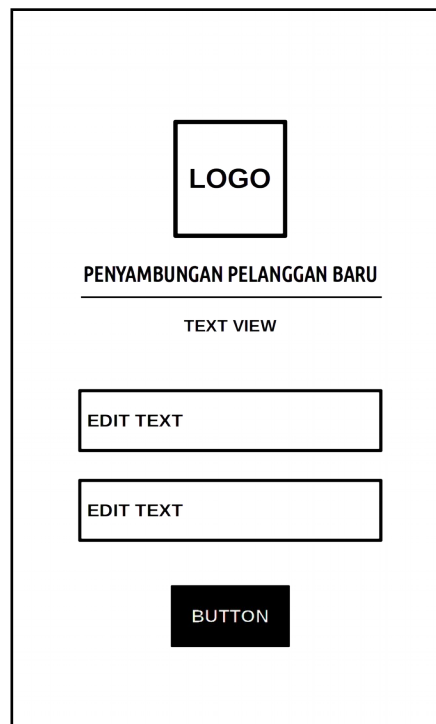 LOGO
PENYAMBUNGAN PELANGGAN BARU
TEXT VIEW
EDIT TEXT
EDIT TEXT
BUTTON